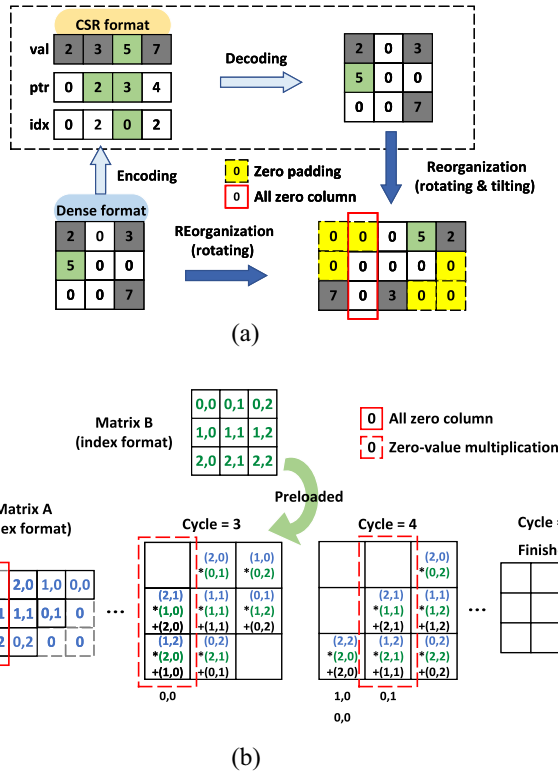 CSR format
val 2 3 5 7
ptr 0 2 3 4
idx 0 2 0 2
Decoding
2 0 3
5 0 0
0 0 7
Encoding
0 Zero padding
0 All zero column
Reorganization
(rotating & tilting)
Dense format
2 0 3
5 0 0
0 0 7
REorganization
(rotating)
0 0 0 5 2
0 0 0 0 0
7 0 3 0 0
(a)
Matrix B
(index format)
0,0 0,1 0,2
1,0 1,1 1,2
2,0 2,1 2,2
0 All zero column
0 Zero-value multiplication
Preloaded
Matrix A
ex format)
2,0 1,0 0,0
1 1,1 0,1 0
2 0,2 0 0
...
Cycle = 3
(2,0) (1,0)
*(0,1) *(0,2)
(2,1) (1,1) (0,1)
*(1,0) *(1,1) *(1,2)
+(2,0) +(1,1) +(0,2)
(1,2) (0,2)
*(2,0) *(2,1)
+(1,0) +(0,1)
0,0
Cycle = 4
(2,0)
*(0,2)
(2,1) (1,1)
*(1,1) *(1,2)
+(2,1) +(1,2)
(2,2) (1,2) (0,2)
*(2,0) *(2,1) *(2,2)
+(2,0) +(1,1) +(0,2)
1,0 0,1
0,0
...
Cycle =
Finish
(b)